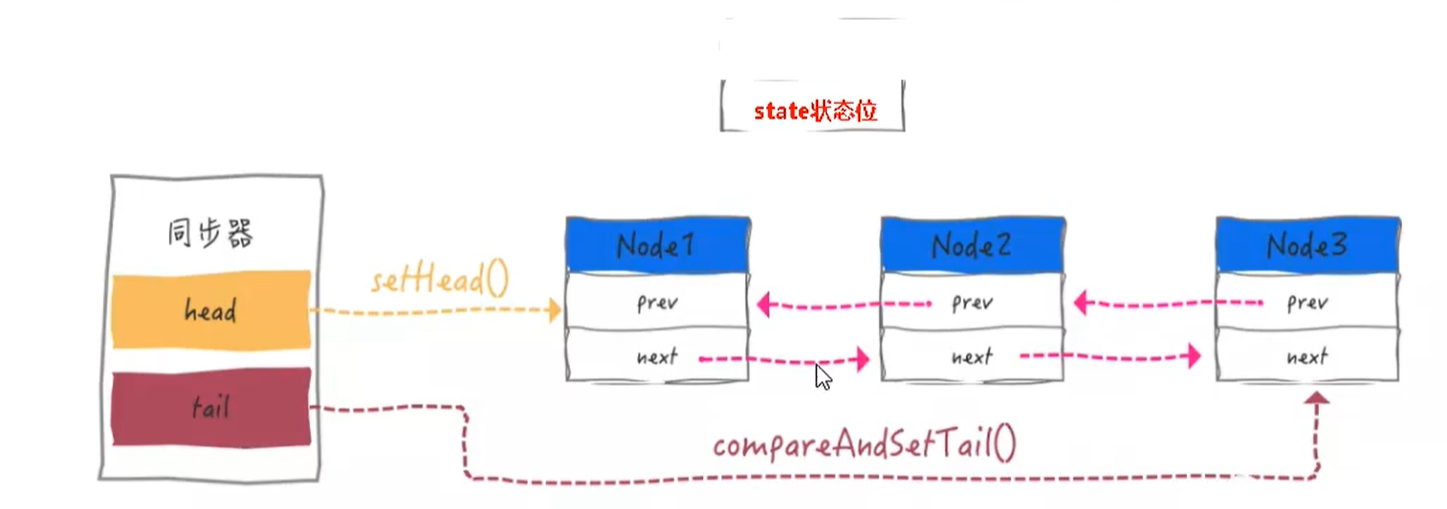 state状态位
同步器
head
tail
setHead()
Node1
prev
next
Node2
prev
next
Node3
prev
next
compareAndSetTail()